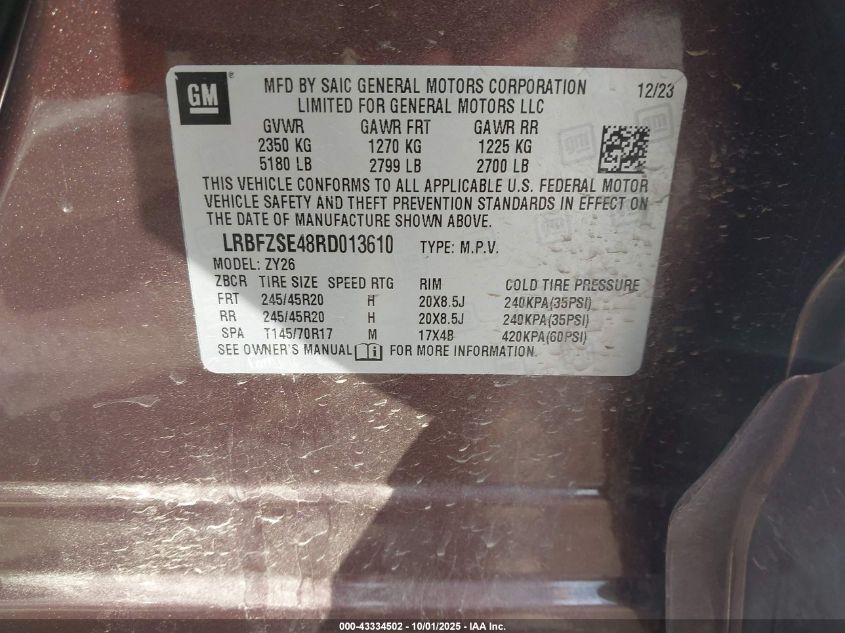 GM
MFD BY SAIC GENERAL MOTORS CORPORATION 12/23
LIMITED FOR GENERAL MOTORS LLC
GVWR GAWR FRT GAWR RR
2350 KG 1270 KG 1225 KG
5180 LB 2799 LB 2700 LB
THIS VEHICLE CONFORMS TO ALL APPLICABLE U.S. FEDERAL MOTOR
VEHICLE SAFETY AND THEFT PREVENTION STANDARDS IN EFFECT ON
THE DATE OF MANUFACTURE SHOWN ABOVE.
LRBFZSE48RD013610 TYPE: M.P.V.
MODEL: ZY26
ZBCR TIRE SIZE SPEED RTG RIM COLD TIRE PRESSURE
FRT 245/45R20 H 20X8.5J 240KPA(35PSI)
RR 245/45R20 H 20X8.5J 240KPA(35PSI)
SPA T145/70R17 M 17X4B 420KPA(60PSI)
SEE OWNER'S MANUAL FOR MORE INFORMATION.
000-43334502 - 10/01/2025 - IAA Inc.